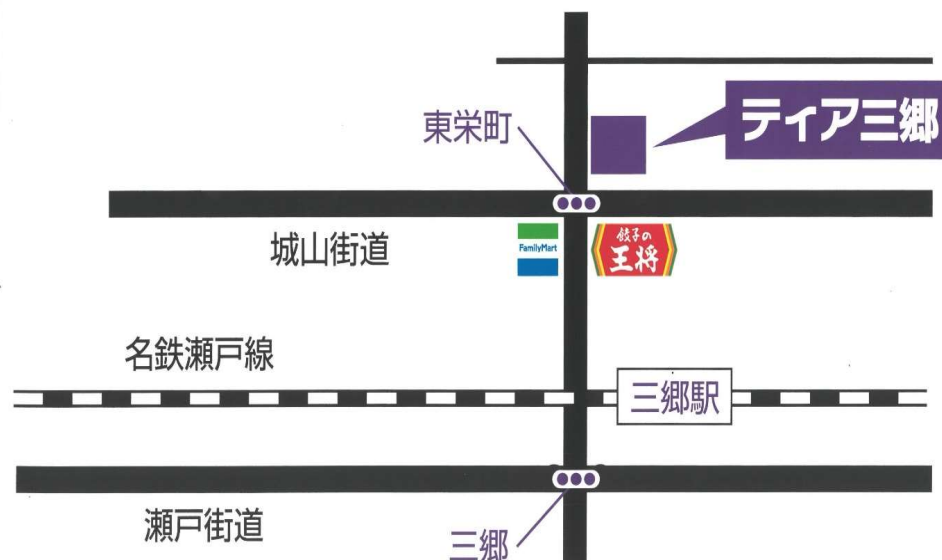 東栄町
ティア三郷
城山街道
FamilyMart
餃子の
王将
名鉄瀬戸線
三郷駅
瀬戸街道
三郷